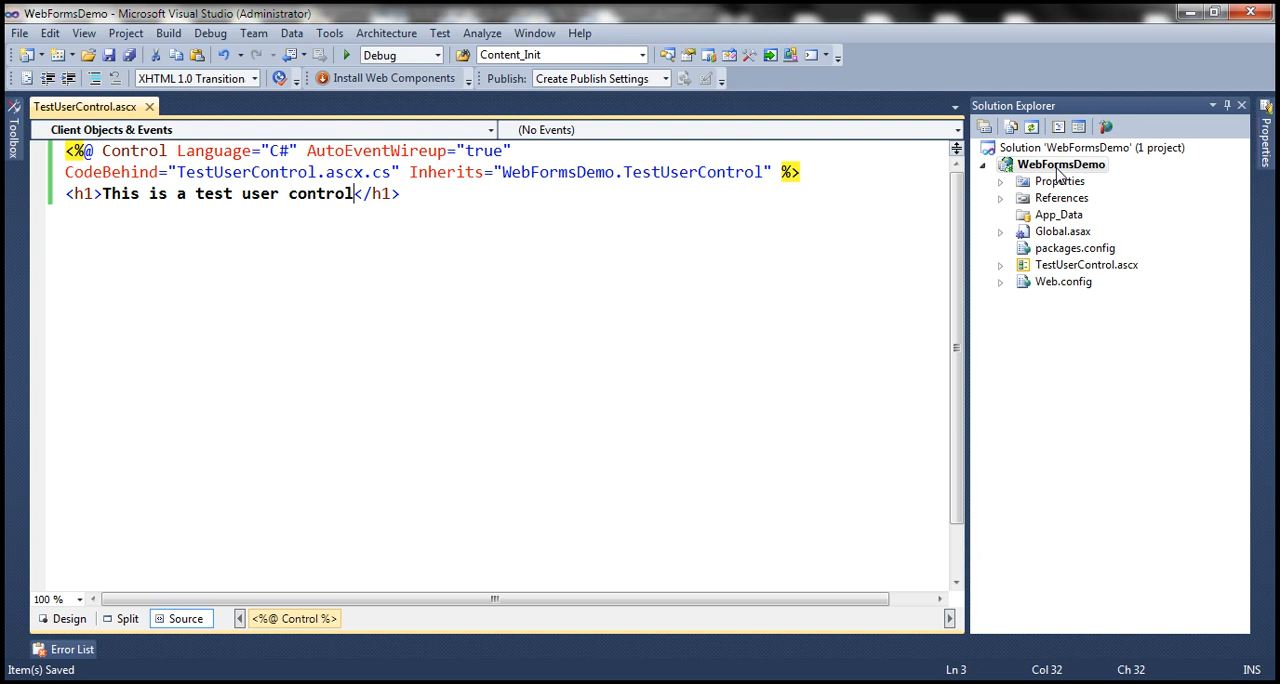 WebFormsDemo - Microsoft Visual Studio (Administrator)
File Edit View Project Build Debug Team Data Tools Architecture Test Analyze Window Help
Debug Content_Init
XHTML 1.0 Transition Install Web Components Publish: Create Publish Settings
Toolbox
TestUserControl.ascx
Client Objects & Events (No Events)
<%@ Control Language="C#" AutoEventWireup="true"
CodeBehind="TestUserControl.ascx.cs" Inherits="WebFormsDemo.TestUserControl" %>
<h1>This is a test user control</h1>
100 %
Design Split Source <%@ Control %>
Solution Explorer
Solution 'WebFormsDemo' (1 project)
WebFormsDemo
Properties
References
App_Data
Global.asax
packages.config
TestUserControl.ascx
Web.config
Properties
Error List
Item(s) Saved Ln 3 Col 32 Ch 32 INS